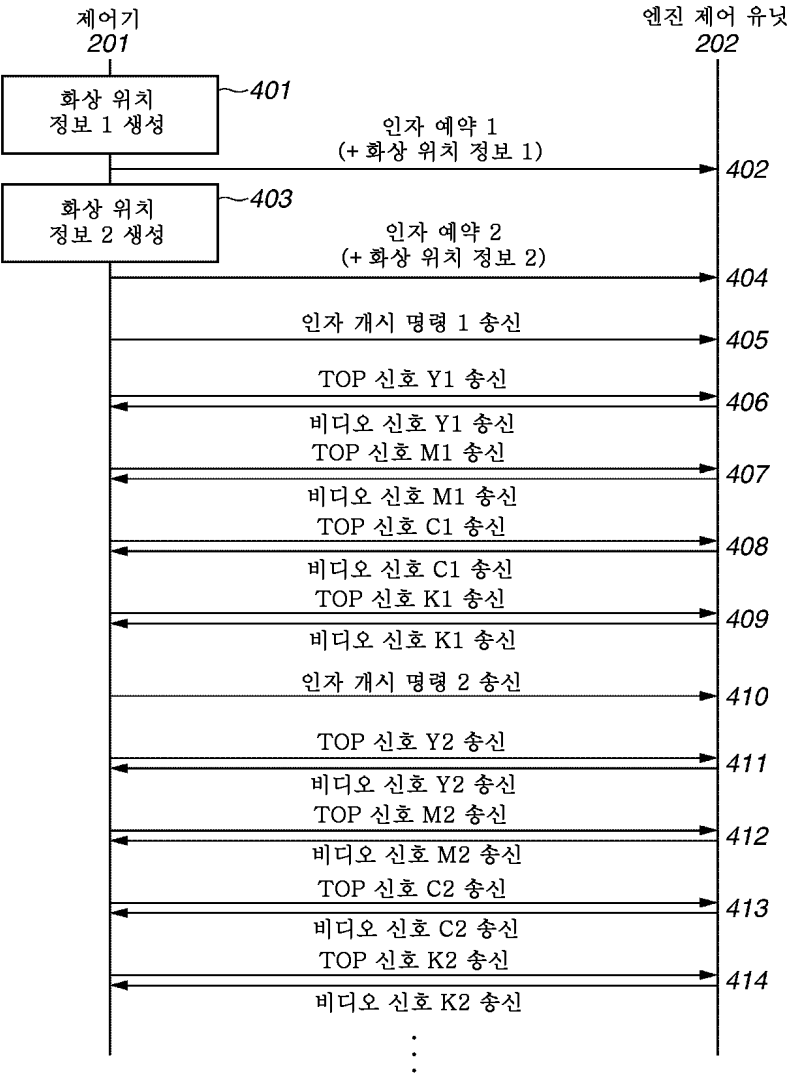 제어기
201
엔진 제어 유닛
202
화상 위치
정보 1 생성
401
인자 예약 1
(+ 화상 위치 정보 1)
402
화상 위치
정보 2 생성
403
인자 예약 2
(+ 화상 위치 정보 2)
404
인자 개시 명령 1 송신
405
TOP 신호 Y1 송신
406
비디오 신호 Y1 송신
TOP 신호 M1 송신
407
비디오 신호 M1 송신
TOP 신호 C1 송신
408
비디오 신호 C1 송신
TOP 신호 K1 송신
409
비디오 신호 K1 송신
인자 개시 명령 2 송신
410
TOP 신호 Y2 송신
411
비디오 신호 Y2 송신
TOP 신호 M2 송신
412
비디오 신호 M2 송신
TOP 신호 C2 송신
413
비디오 신호 C2 송신
TOP 신호 K2 송신
414
비디오 신호 K2 송신